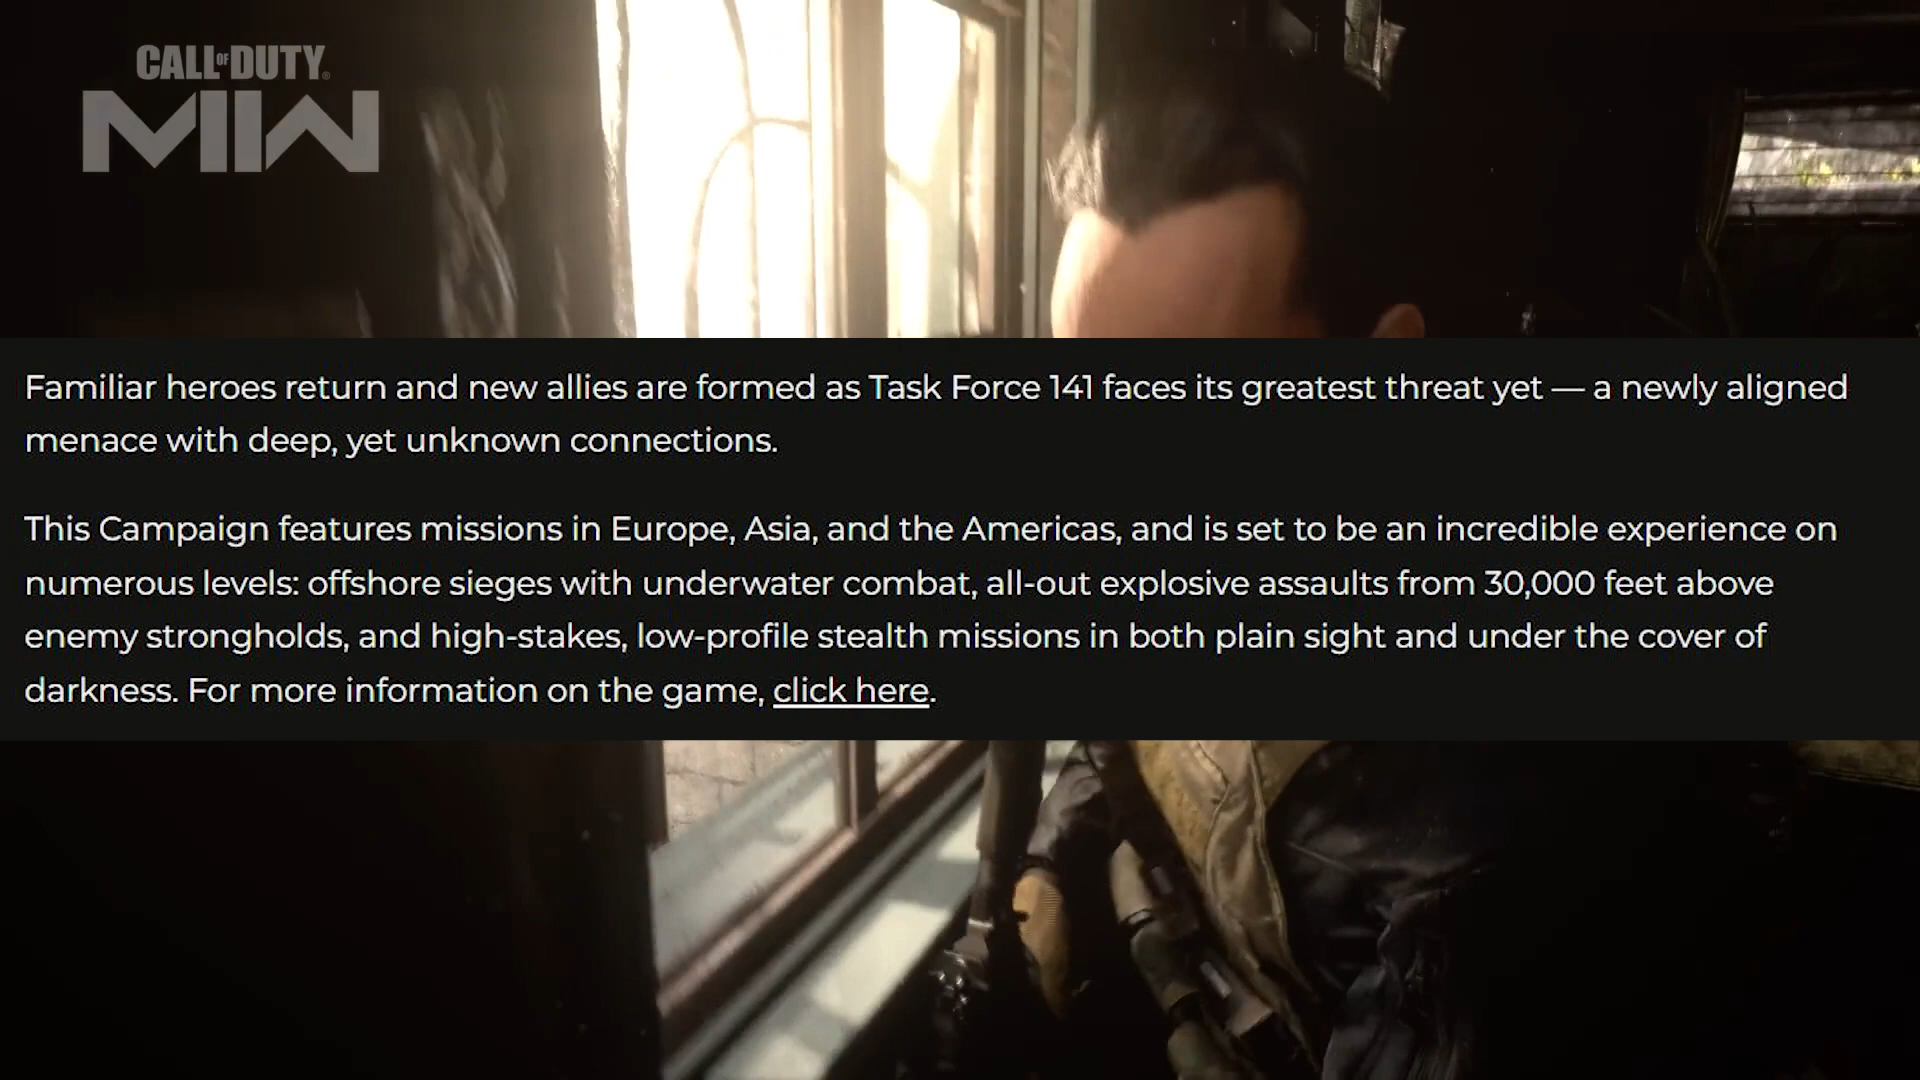 CALL OF DUTY®
MW
Familiar heroes return and new allies are formed as Task Force 141 faces its greatest threat yet — a newly aligned
menace with deep, yet unknown connections.
This Campaign features missions in Europe, Asia, and the Americas, and is set to be an incredible experience on
numerous levels: offshore sieges with underwater combat, all-out explosive assaults from 30,000 feet above
enemy strongholds, and high-stakes, low-profile stealth missions in both plain sight and under the cover of
darkness. For more information on the game, click here.